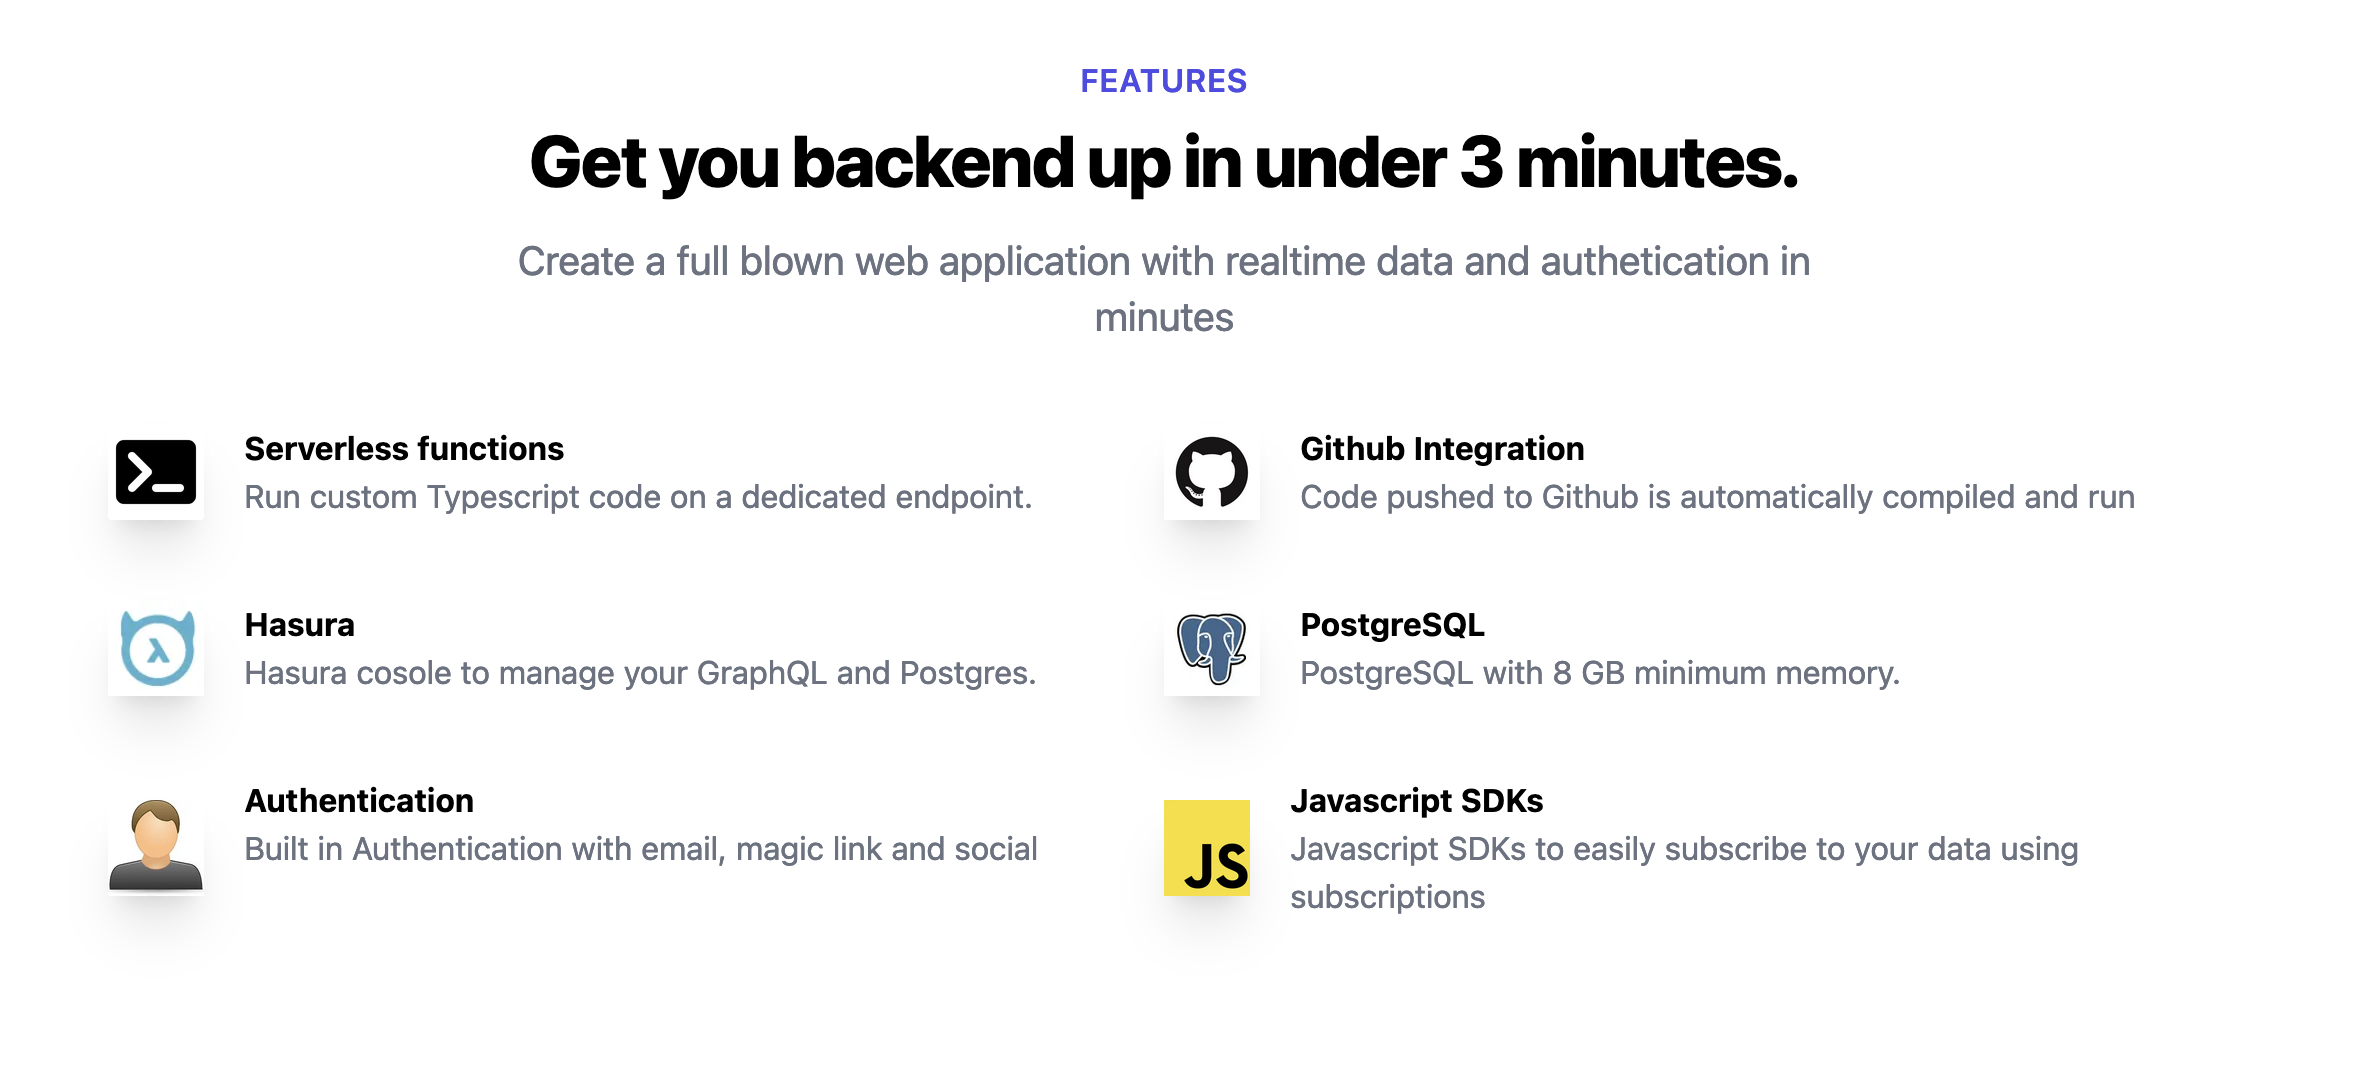 FEATURES
Get you backend up in under 3 minutes.
Create a full blown web application with realtime data and authetication in
minutes
Serverless functions
Run custom Typescript code on a dedicated endpoint.
Github Integration
Code pushed to Github is automatically compiled and run
Hasura
Hasura cosole to manage your GraphQL and Postgres.
PostgreSQL
PostgreSQL with 8 GB minimum memory.
Authentication
Built in Authentication with email, magic link and social
JS
Javascript SDKs
Javascript SDKs to easily subscribe to your data using
subscriptions